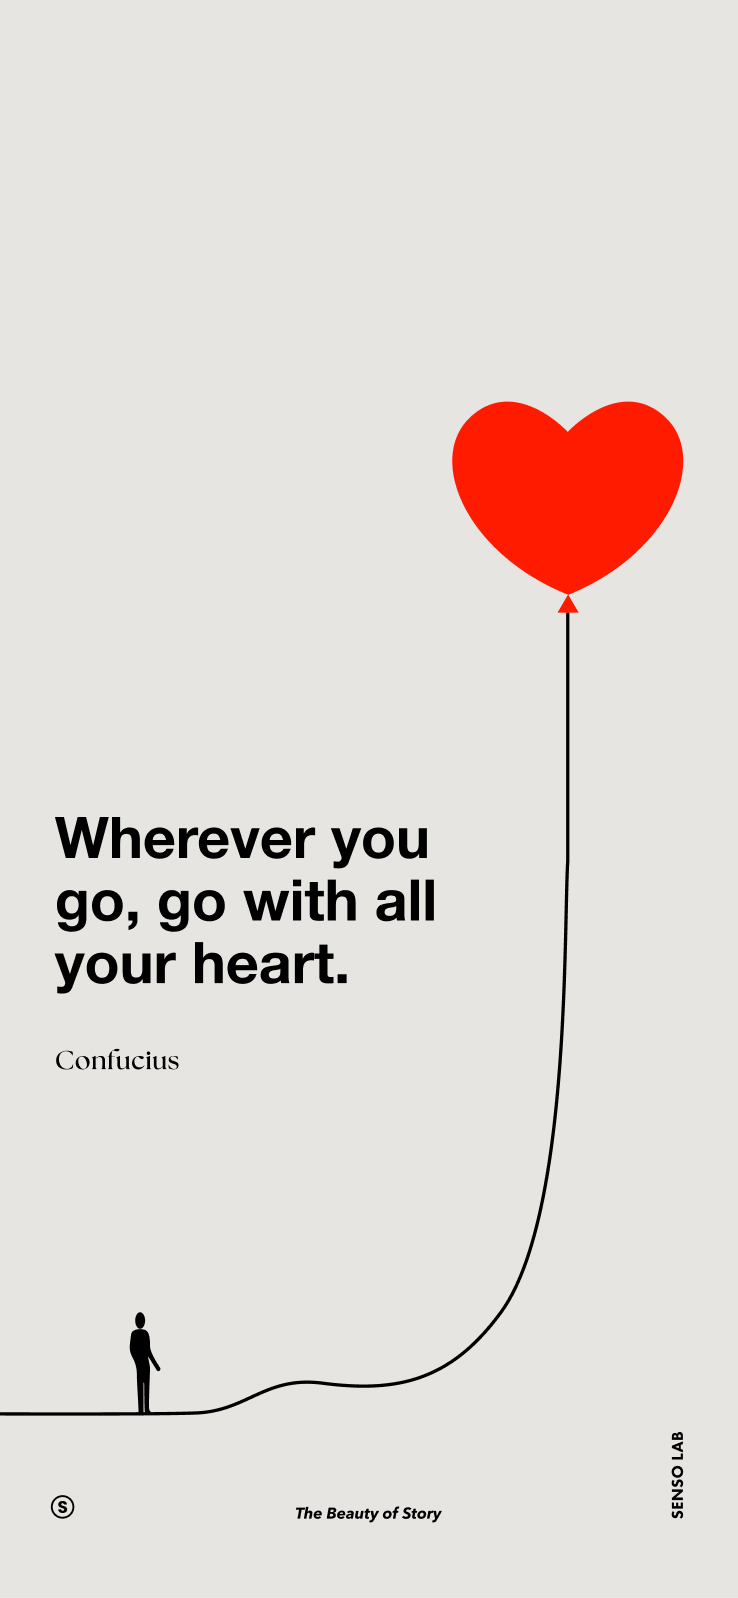 Wherever you
go, go with all
your heart.
Confucius
S
The Beauty of Story
SENSO LAB